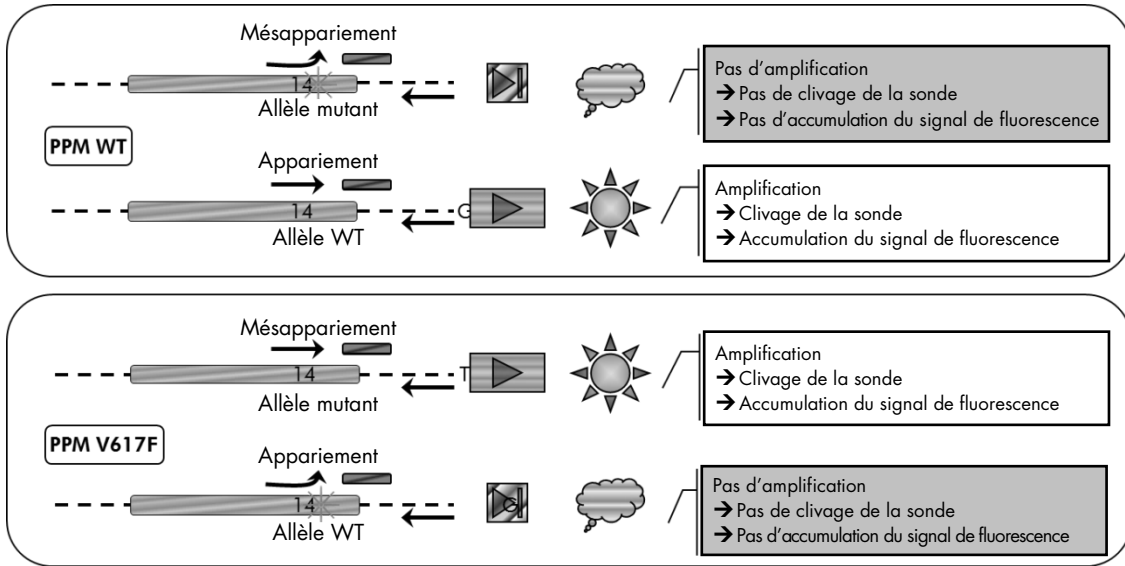 Mésappariement
14
Allèle mutant
Pas d'amplification
➔ Pas de clivage de la sonde
➔ Pas d'accumulation du signal de fluorescence
PPM WT
Appariement
14
G
Allèle WT
Amplification
➔ Clivage de la sonde
➔ Accumulation du signal de fluorescence
Mésappariement
14
T
Allèle mutant
Amplification
➔ Clivage de la sonde
➔ Accumulation du signal de fluorescence
PPM V617F
Appariement
14
G
Allèle WT
Pas d'amplification
➔ Pas de clivage de la sonde
➔ Pas d'accumulation du signal de fluorescence